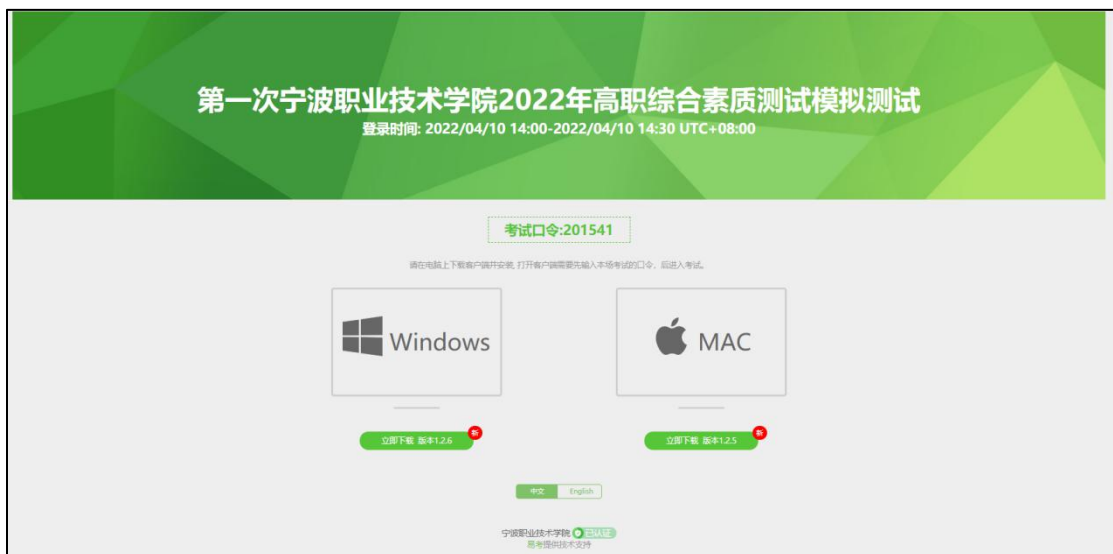 第一次宁波职业技术学院2022年高职综合素质测试模拟测试
登录时间: 2022/04/10 14:00-2022/04/10 14:30 UTC+08:00
考试口令:201541
请在电脑上下载客户端并安装, 打开客户端需要先输入本场考试的口令，后进入考试。
Windows
MAC
立即下载 版本1.2.6
新
立即下载 版本1.2.5
新
中文
English
宁波职业技术学院 已认证
易考提供技术支持